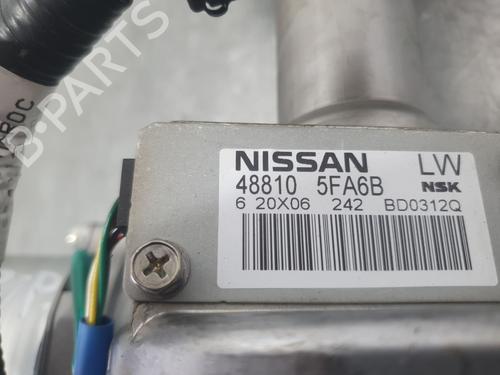 NISSAN LW
48810 5FA6B NSK
6 20X06 242 BD0312Q
B-PARTS